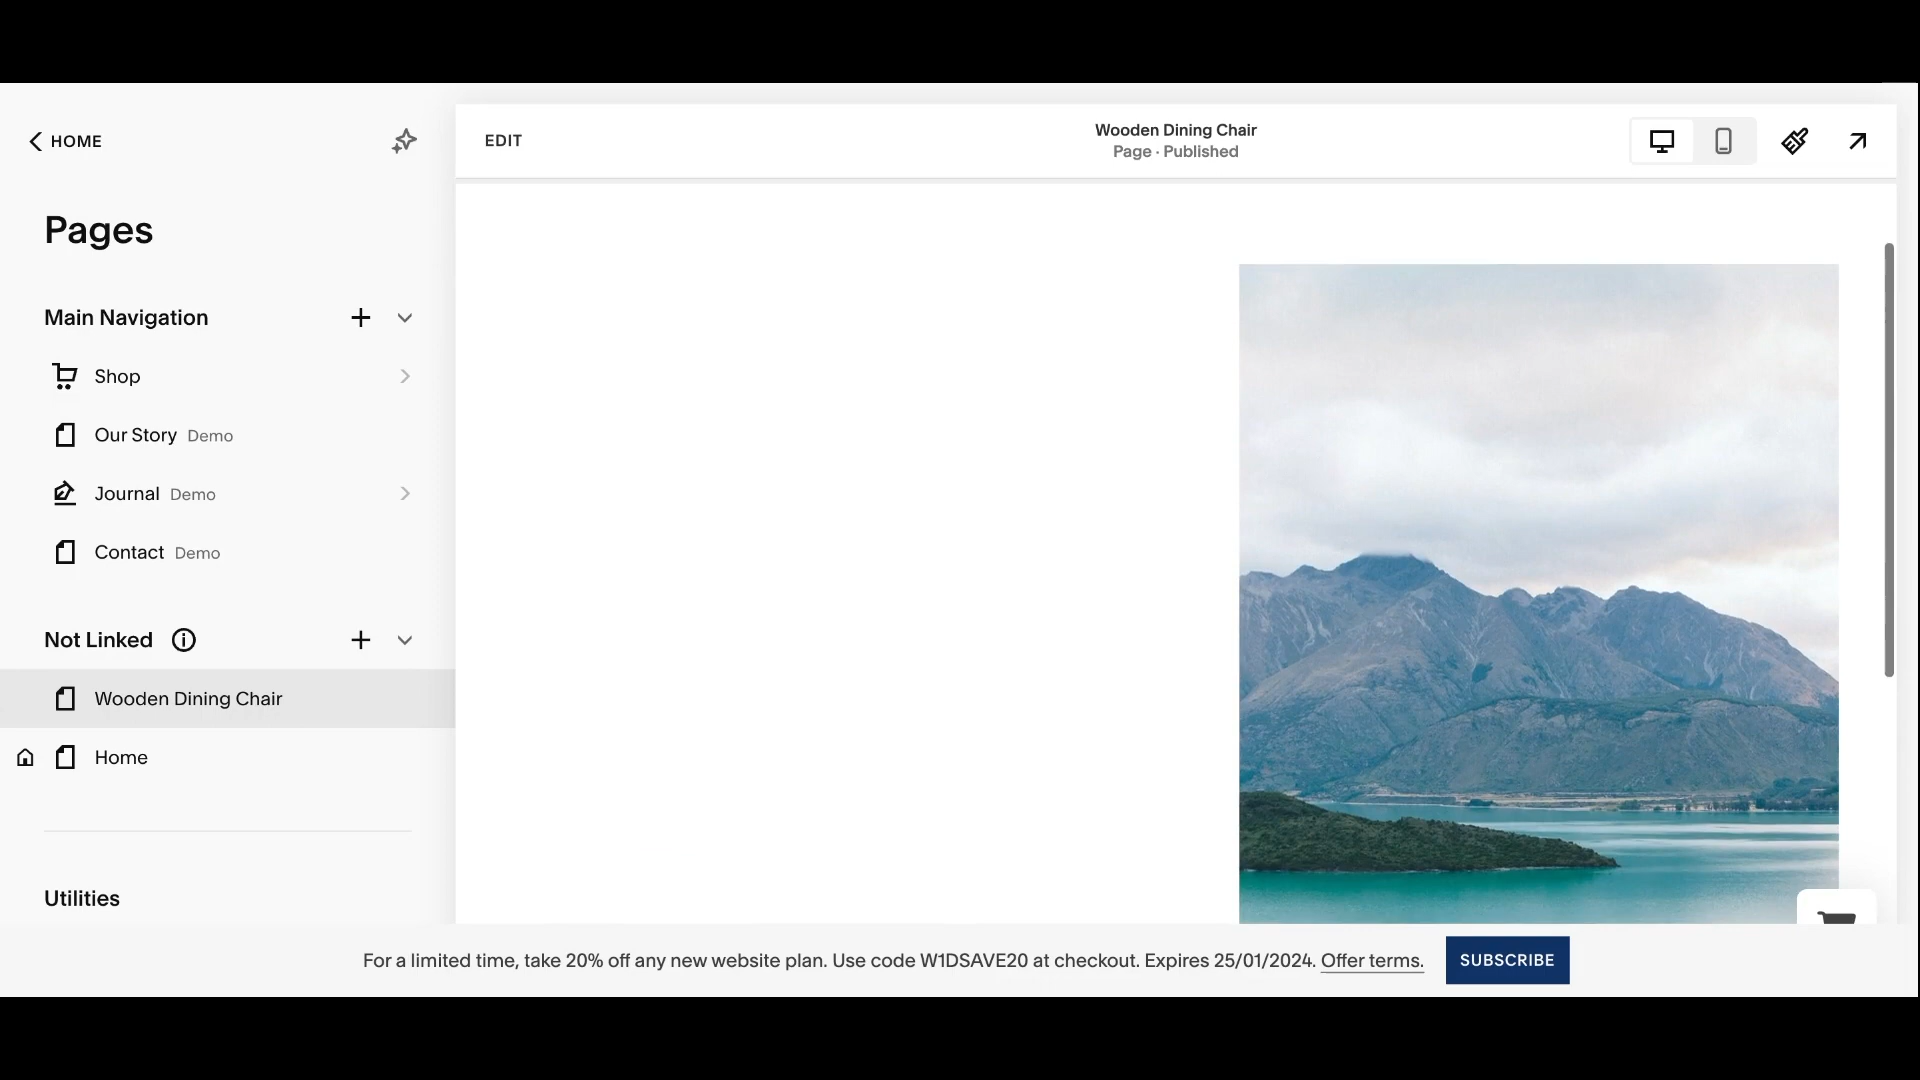 HOME
EDIT
Wooden Dining Chair
Page · Published
Pages
Main Navigation
Shop
Our Story Demo
Journal Demo
Contact Demo
Not Linked
Wooden Dining Chair
Home
Utilities
For a limited time, take 20% off any new website plan. Use code W1DSAVE20 at checkout. Expires 25/01/2024. Offer terms.
SUBSCRIBE